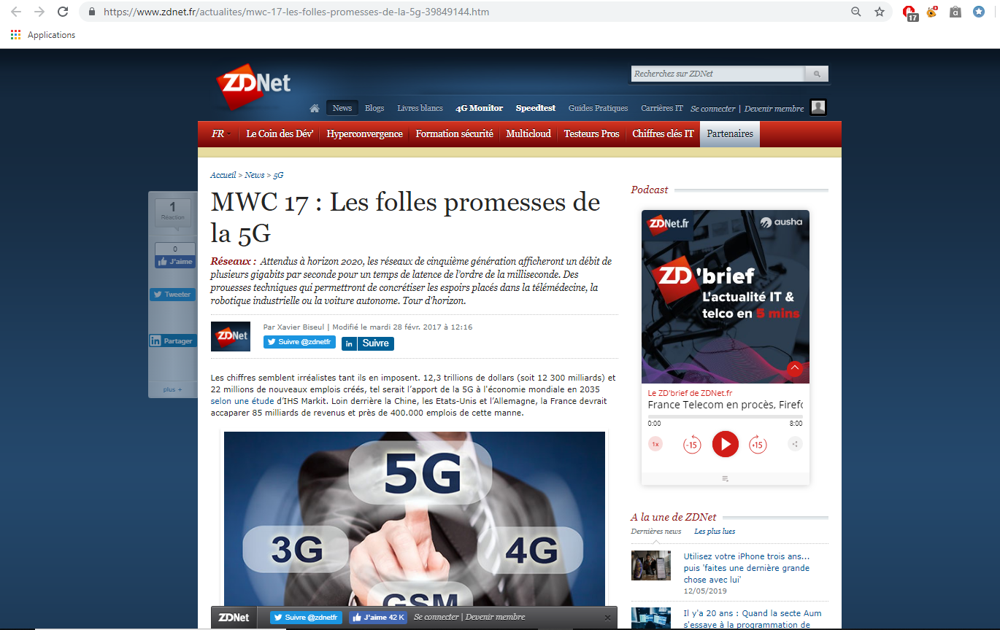 https://www.zdnet.fr/actualites/mwc-17-les-folles-promesses-de-la-5g-39849144.htm
17
Applications
ZDNet
Recherchez sur ZDNet
News Blogs Livres blancs 4G Monitor Speedtest Guides Pratiques Carrières IT Se connecter | Devenir membre
FR Le Coin des Dév' Hyperconvergence Formation sécurité Multicloud Testeurs Pros Chiffres clés IT Partenaires
Accueil > News > 5G
MWC 17 : Les folles promesses de
la 5G
Réseaux : Attendus à horizon 2020, les réseaux de cinquième génération afficheront un débit de
plusieurs gigabits par seconde pour un temps de latence de l'ordre de la milliseconde. Des
prouesses techniques qui permettront de concrétiser les espoirs placés dans la télémédecine, la
robotique industrielle ou la voiture autonome. Tour d'horizon.
ZDNet
Par Xavier Biseul | Modifié le mardi 28 févr. 2017 à 12:16
Suivre @zdnetfr in Suivre
1
Réaction
0
J'aime
Tweeter
in Partager
plus +
Les chiffres semblent irréalistes tant ils en imposent. 12,3 trillions de dollars (soit 12 300 milliards) et
22 millions de nouveaux emplois créés, tel serait l'apport de la 5G à l'économie mondiale en 2035
selon une étude d'IHS Markit. Loin derrière la Chine, les Etats-Unis et l'Allemagne, la France devrait
accaparer 85 milliards de revenus et près de 400.000 emplois de cette manne.
5G
3G
4G
GSM
Podcast
ZDNet.fr
ausha
ZD'brief
L'actualité IT &
telco en 5 mins
Le ZD'brief de ZDNet.fr
France Telecom en procès, Firefo
0:00 8:00
1x -15 +15
A la une de ZDNet
Dernières news Les plus lues
Utilisez votre iPhone trois ans...
puis 'faites une dernière grande
chose avec lui'
12/05/2019
Il y'a 20 ans : Quand la secte Aum
s'essaye à la programmation de
ZDNet Suivre @zdnetfr J'aime 42 K Se connecter | Devenir membre